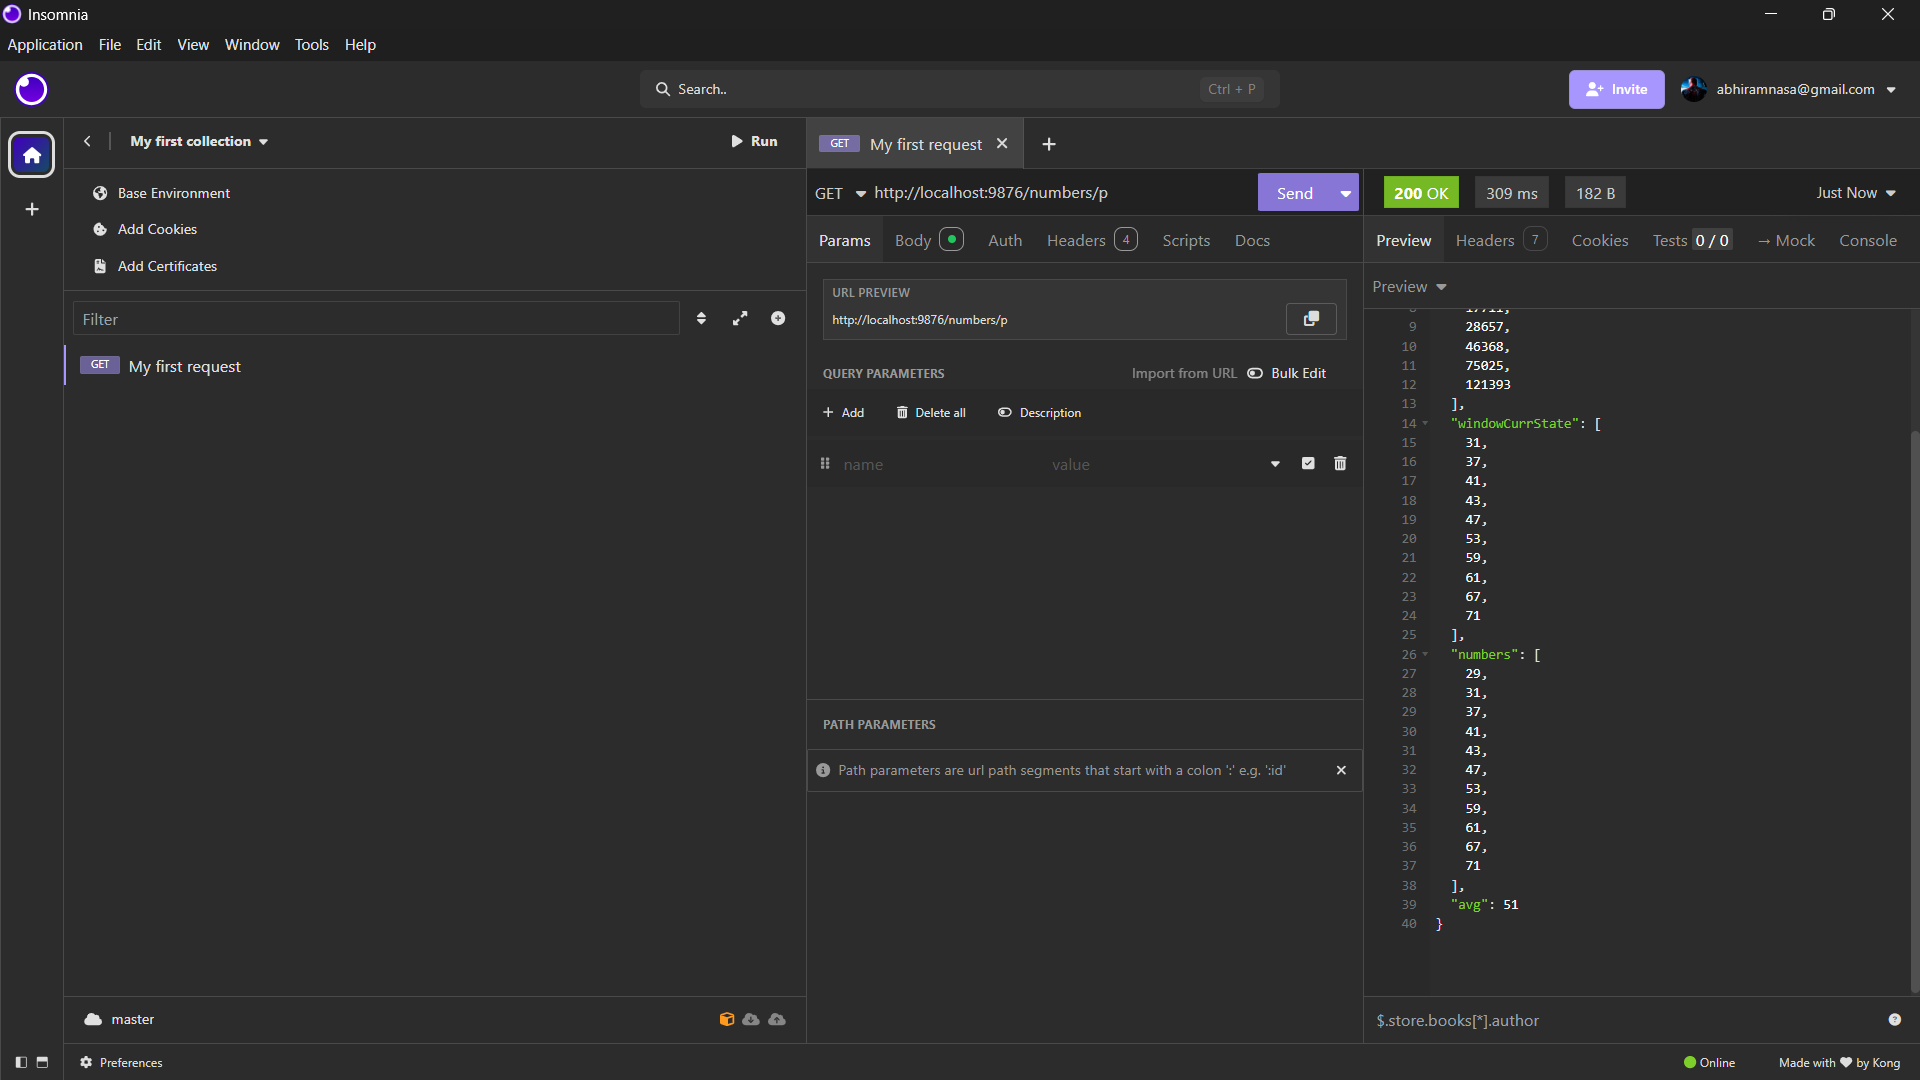 Insomnia
Application File Edit View Window Tools Help
Search.. Ctrl + P
Invite
abhiramnasa@gmail.com
My first collection
Run
Base Environment
Add Cookies
Add Certificates
Filter
GET My first request
master
Preferences
GET My first request
GET http://localhost:9876/numbers/p
Send
Params Body Auth Headers 4 Scripts Docs
URL PREVIEW
http://localhost:9876/numbers/p
QUERY PARAMETERS
Import from URL Bulk Edit
Add Delete all Description
name value
PATH PARAMETERS
Path parameters are url path segments that start with a colon ':' e.g. ':id'
200 OK 309 ms 182 B Just Now
Preview Headers 7 Cookies Tests 0 / 0 → Mock Console
Preview
8 17711,
9 28657,
10 46368,
11 75025,
12 121393
13 ],
14 "windowCurrState": [
15 31,
16 37,
17 41,
18 43,
19 47,
20 53,
21 59,
22 61,
23 67,
24 71
25 ],
26 "numbers": [
27 29,
28 31,
29 37,
30 41,
31 43,
32 47,
33 53,
34 59,
35 61,
36 67,
37 71
38 ],
39 "avg": 51
40 }
$.store.books[*].author
Online
Made with ♥ by Kong